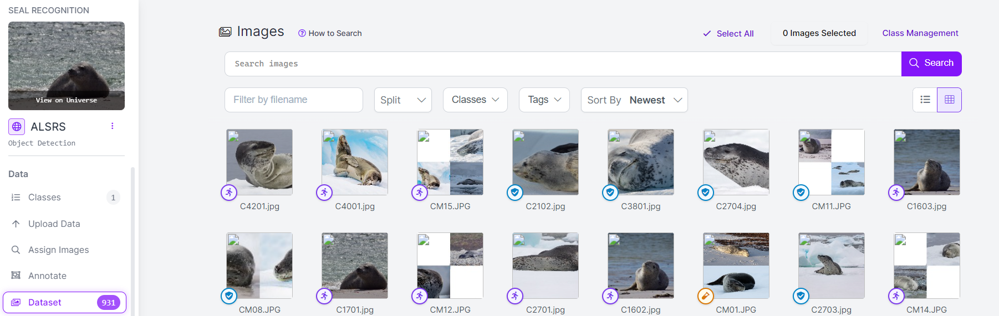 SEAL RECOGNITION
View on Universe
ALSRS
Object Detection
Data
Classes 1
Upload Data
Assign Images
Annotate
Dataset 931
Images How to Search Select All 0 Images Selected Class Management
Search images Search
Filter by filename Split Classes Tags Sort By Newest
C4201.jpg C4001.jpg CM15.JPG C2102.jpg C3801.jpg C2704.jpg CM11.JPG C1603.jpg
CM08.JPG C1701.jpg CM12.JPG C2701.jpg C1602.jpg CM01.JPG C2703.jpg CM14.JPG